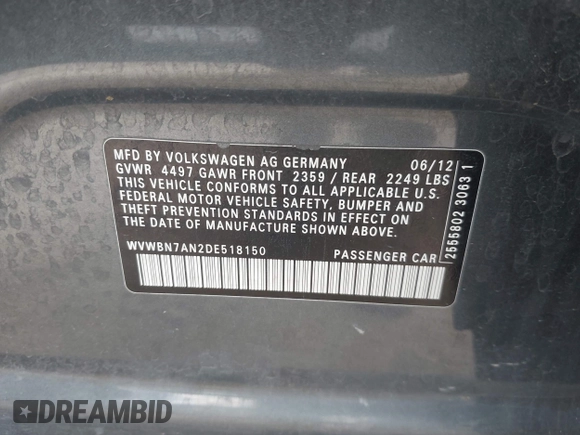 MFD BY VOLKSWAGEN AG GERMANY 06/12
GVWR 4497 GAWR FRONT 2359 / REAR 2249 LBS
THIS VEHICLE CONFORMS TO ALL APPLICABLE U.S.
FEDERAL MOTOR VEHICLE SAFETY, BUMPER AND
THEFT PREVENTION STANDARDS IN EFFECT ON THE
DATE OF MANUFACTURE SHOWN ABOVE.
WVWBN7AN2DE518150 PASSENGER CAR
2555802 3063 1
DREAMBID